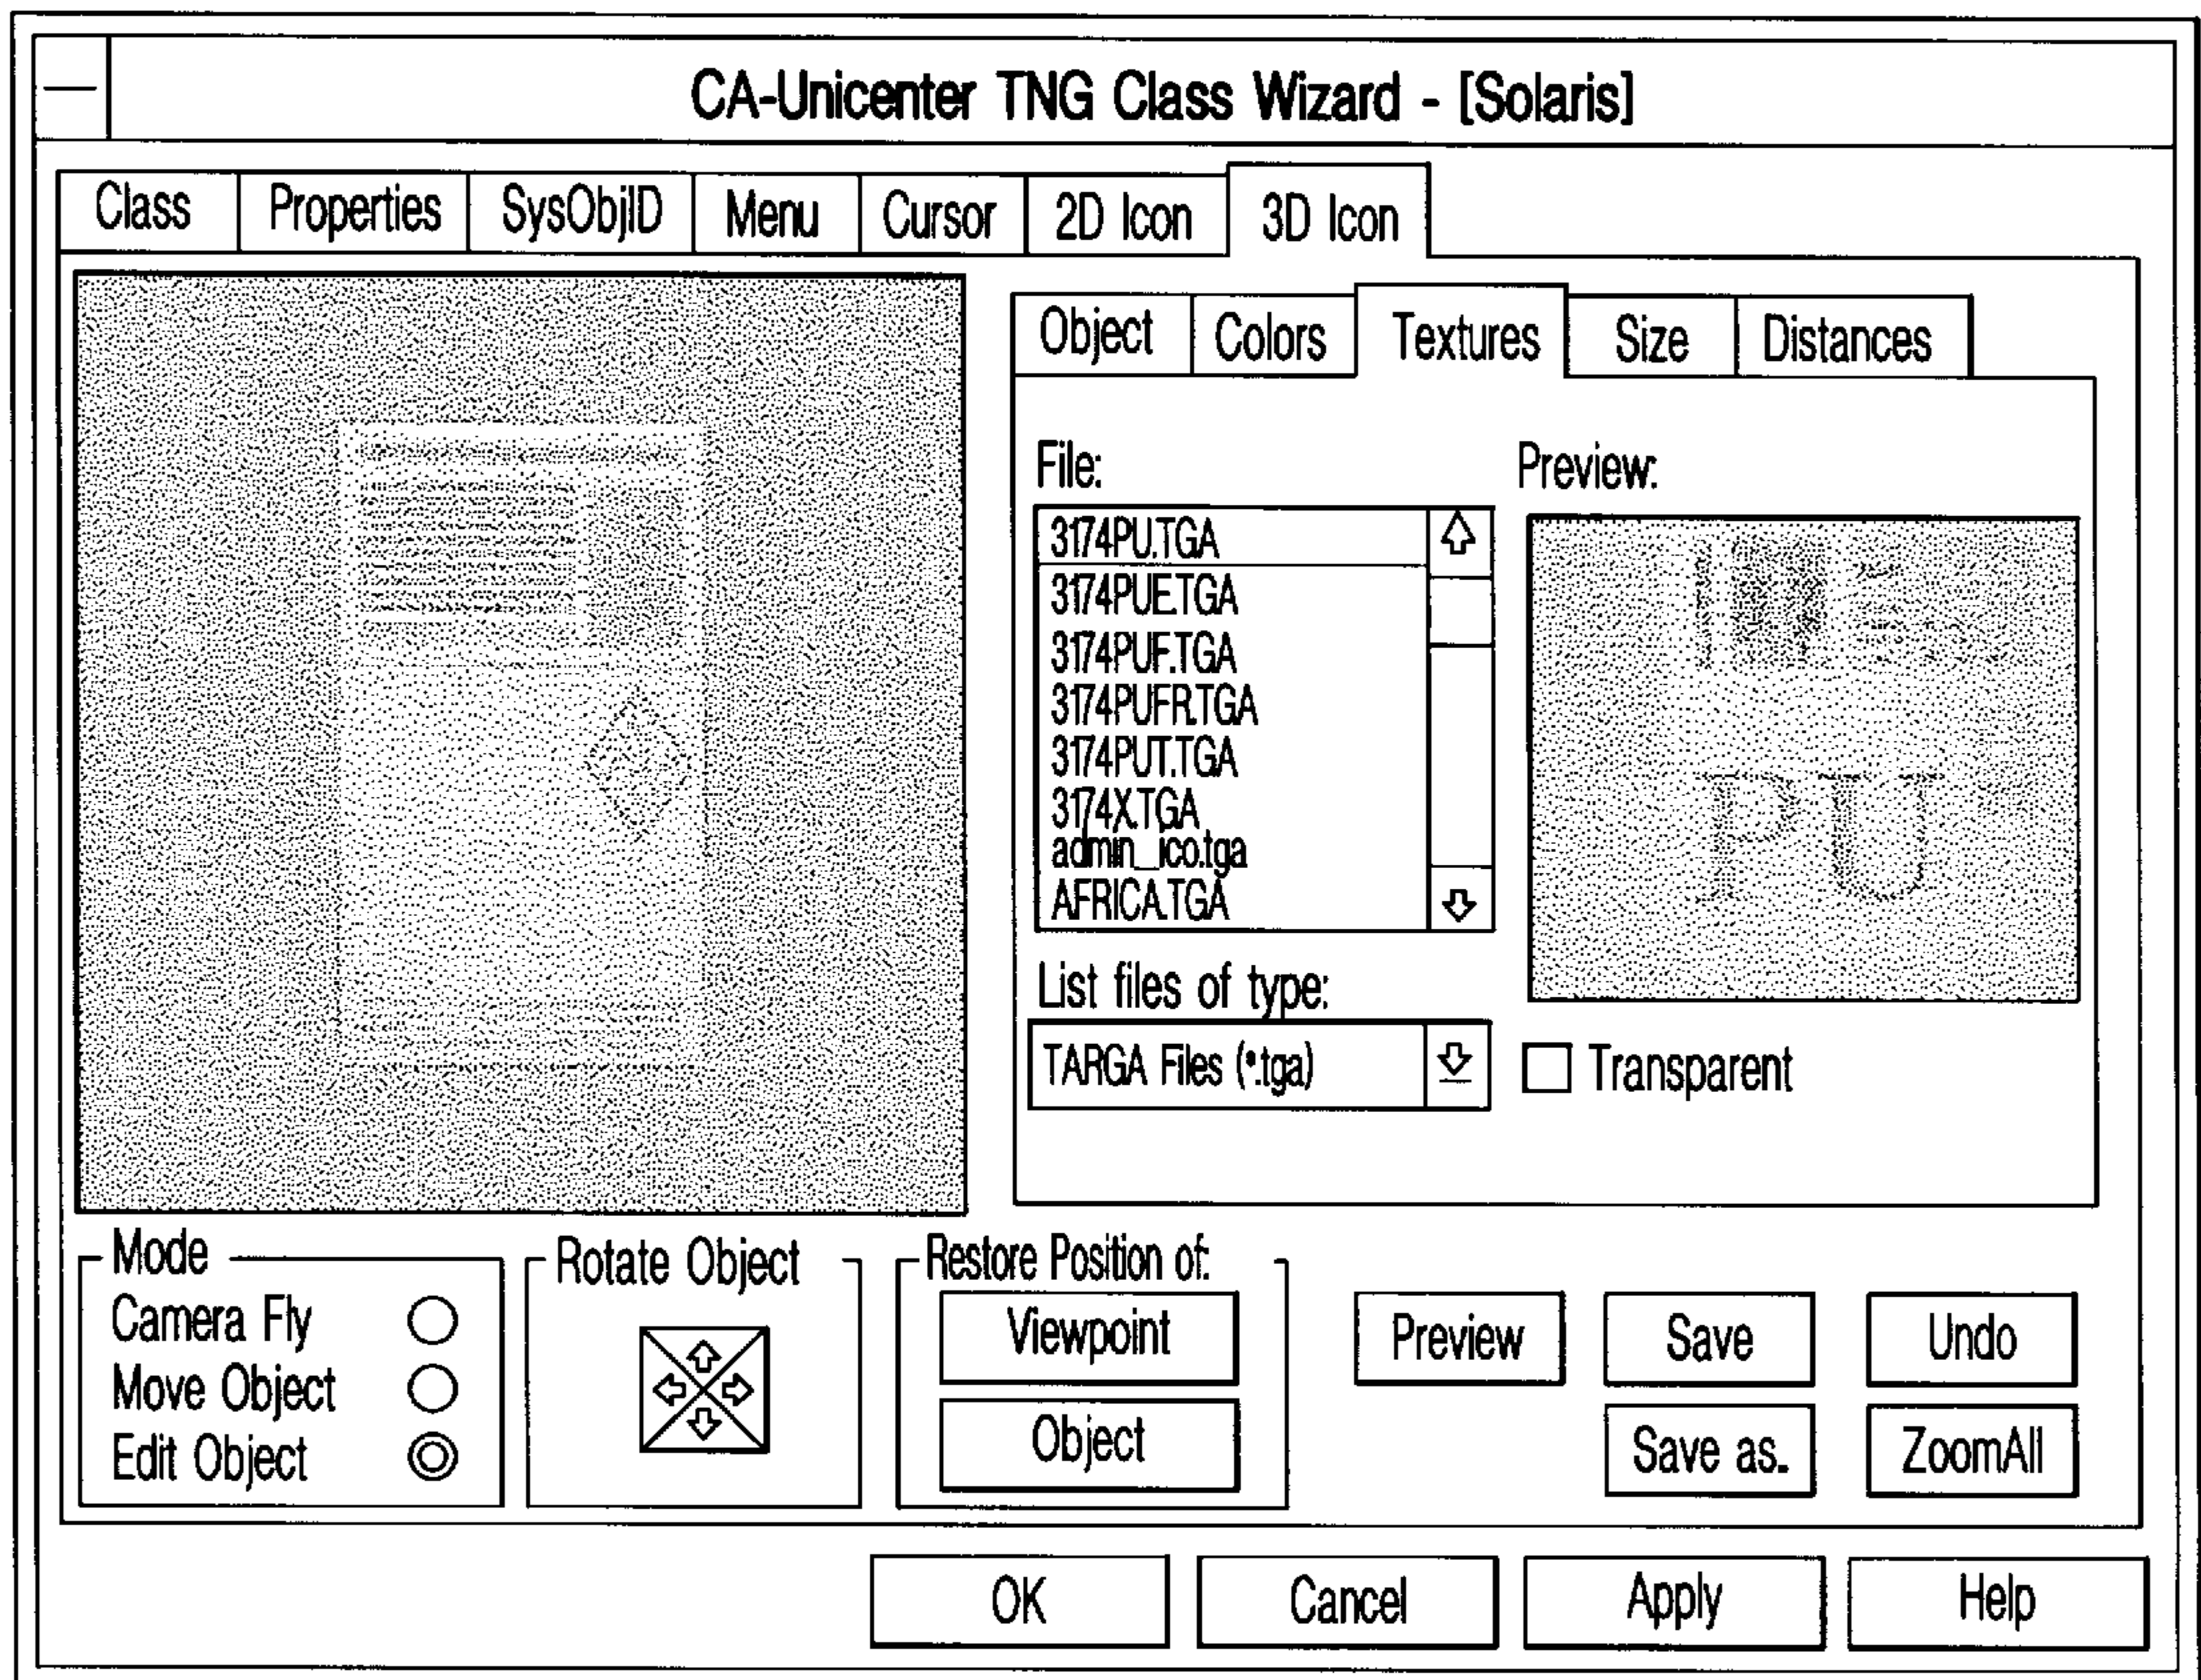 CA-Unicenter TNG Class Wizard - [Solaris]
Class Properties SysObjID Menu Cursor 2D Icon 3D Icon
Object Colors Textures Size Distances
File:
3174PU.TGA
3174PUE.TGA
3174PUF.TGA
3174PUFR.TGA
3174PUT.TGA
3174X.TGA
admin_ico.tga
AFRICA.TGA
List files of type:
TARGA Files (*.tga)
Preview:
PU
Transparent
Mode
Camera Fly
Move Object
Edit Object
Rotate Object
Restore Position of:
Viewpoint
Object
Preview Save Undo
Save as.. ZoomAll
OK Cancel Apply Help